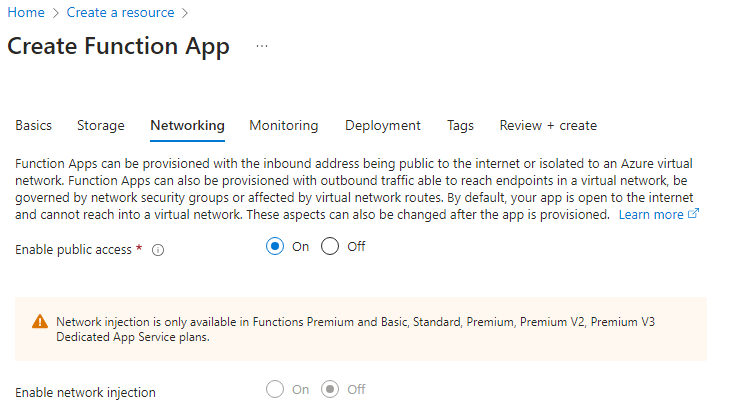 Home > Create a resource >
Create Function App ...
Basics Storage Networking Monitoring Deployment Tags Review + create
Function Apps can be provisioned with the inbound address being public to the internet or isolated to an Azure virtual
network. Function Apps can also be provisioned with outbound traffic able to reach endpoints in a virtual network, be
governed by network security groups or affected by virtual network routes. By default, your app is open to the internet
and cannot reach into a virtual network. These aspects can also be changed after the app is provisioned. Learn more
Enable public access * On Off
Network injection is only available in Functions Premium and Basic, Standard, Premium, Premium V2, Premium V3
Dedicated App Service plans.
Enable network injection On Off